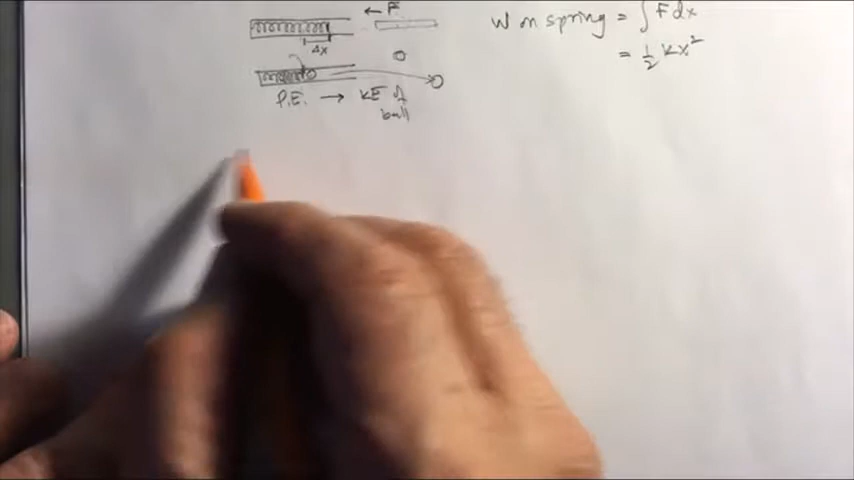 ← F
Δx
W on spring = ∫ F dx
= 1/2 kx²
P.E. → KE of
ball